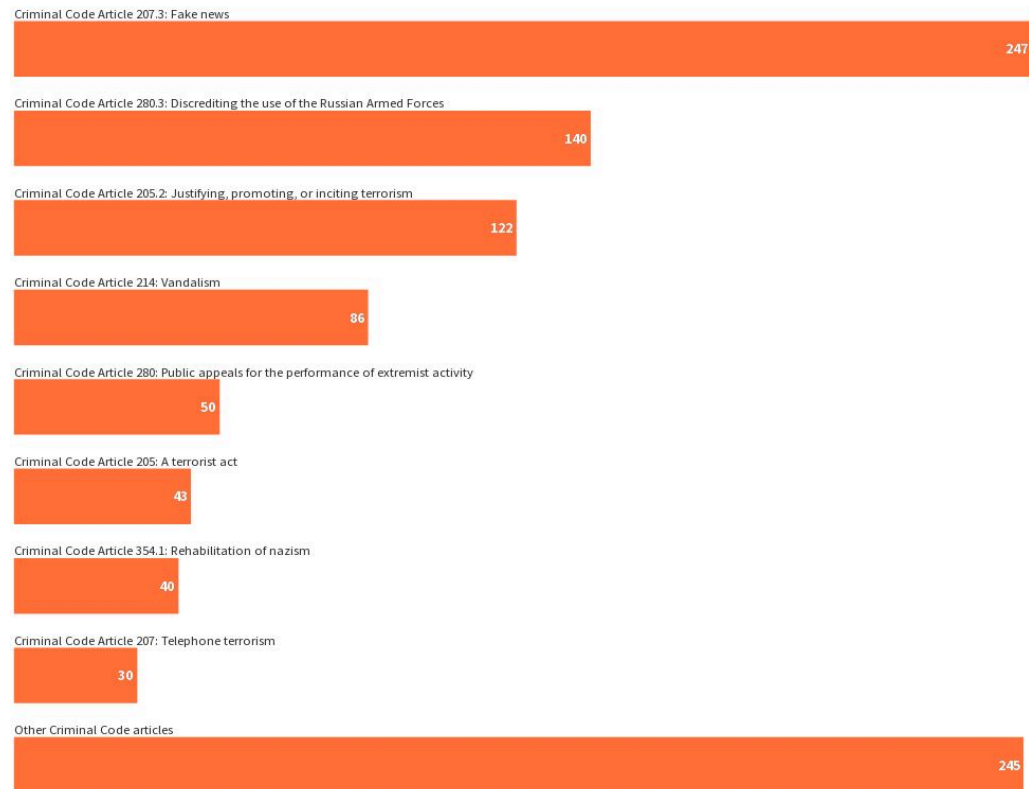 Criminal Code Article 207.3: Fake news
247
Criminal Code Article 280.3: Discrediting the use of the Russian Armed Forces
140
Criminal Code Article 205.2: Justifying, promoting, or inciting terrorism
122
Criminal Code Article 214: Vandalism
86
Criminal Code Article 280: Public appeals for the performance of extremist activity
50
Criminal Code Article 205: A terrorist act
43
Criminal Code Article 354.1: Rehabilitation of nazism
40
Criminal Code Article 207: Telephone terrorism
30
Other Criminal Code articles
245